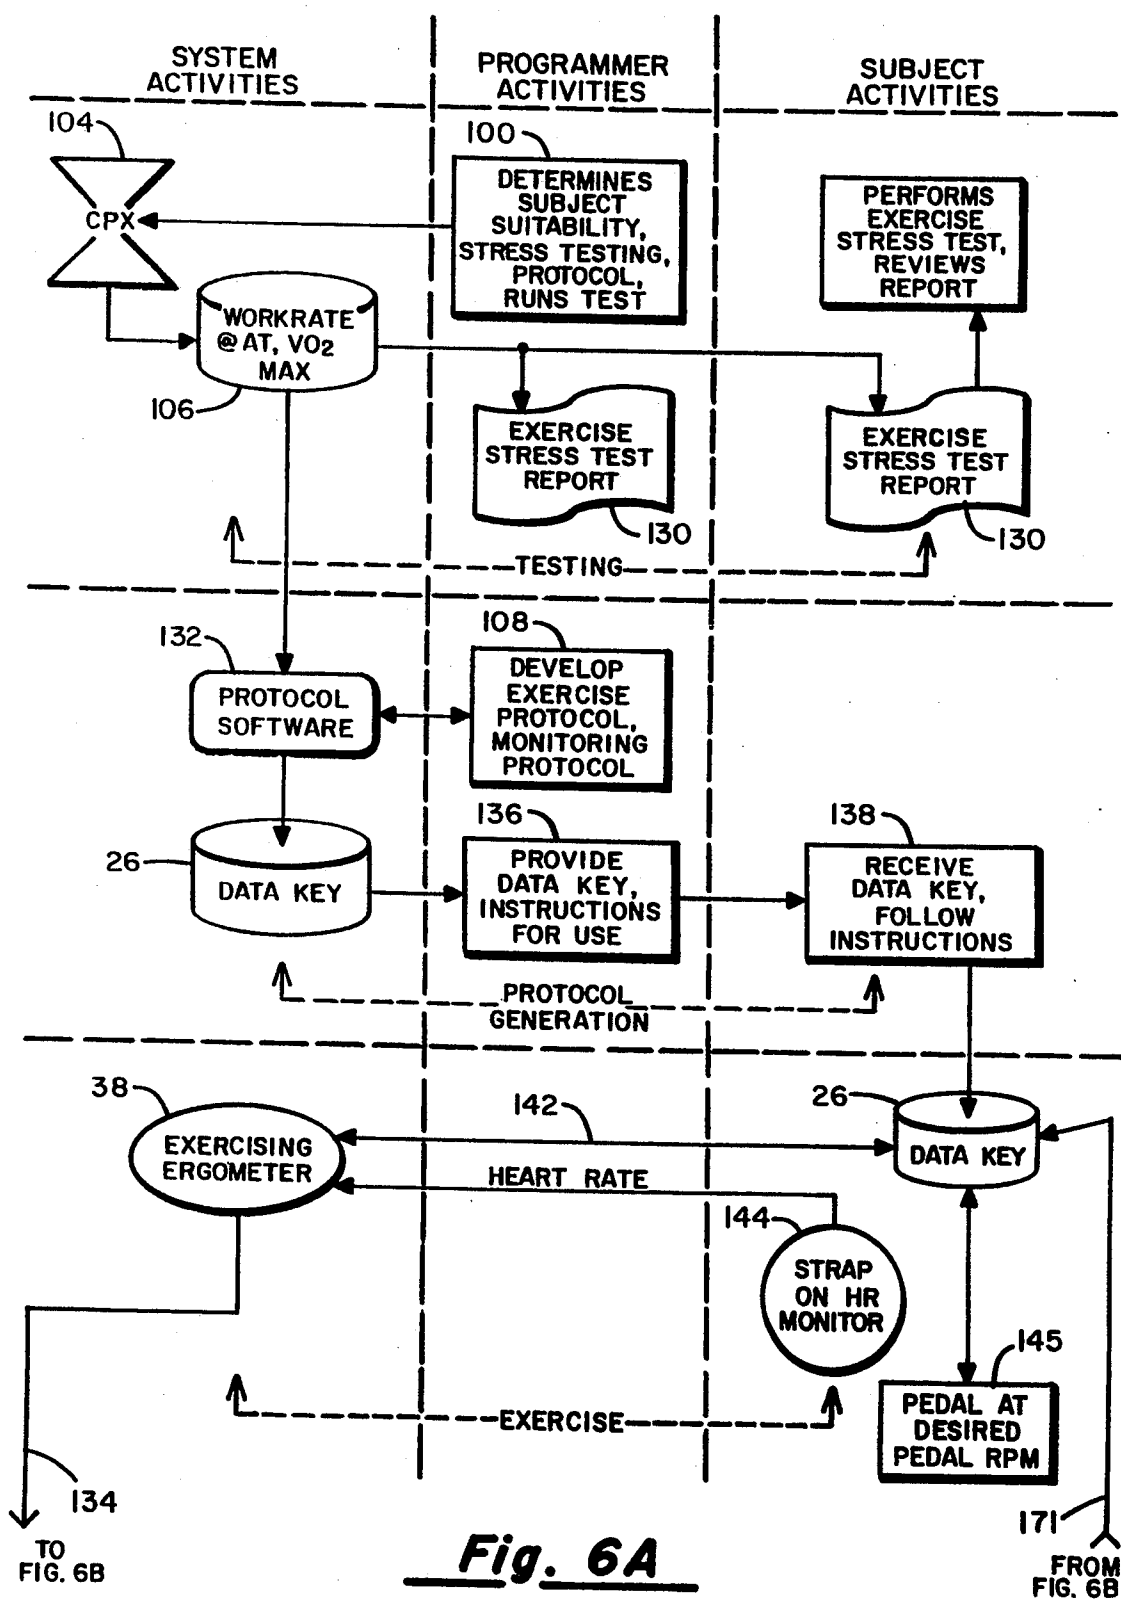 SYSTEM
ACTIVITIES
PROGRAMMER
ACTIVITIES
SUBJECT
ACTIVITIES
104
CPX
100
DETERMINES
SUBJECT
SUITABILITY,
STRESS TESTING,
PROTOCOL,
RUNS TEST
PERFORMS
EXERCISE
STRESS TEST,
REVIEWS
REPORT
WORKRATE
@ AT, VO2
MAX
106
EXERCISE
STRESS TEST
REPORT
130
EXERCISE
STRESS TEST
REPORT
130
TESTING
132
PROTOCOL
SOFTWARE
108
DEVELOP
EXERCISE
PROTOCOL,
MONITORING
PROTOCOL
26
DATA KEY
136
PROVIDE
DATA KEY,
INSTRUCTIONS
FOR USE
138
RECEIVE
DATA KEY,
FOLLOW
INSTRUCTIONS
PROTOCOL
GENERATION
38
EXERCISING
ERGOMETER
142
HEART RATE
26
DATA KEY
144
STRAP
ON HR
MONITOR
145
PEDAL AT
DESIRED
PEDAL RPM
EXERCISE
134
TO
FIG. 6B
171
FROM
FIG. 6B
Fig. 6A